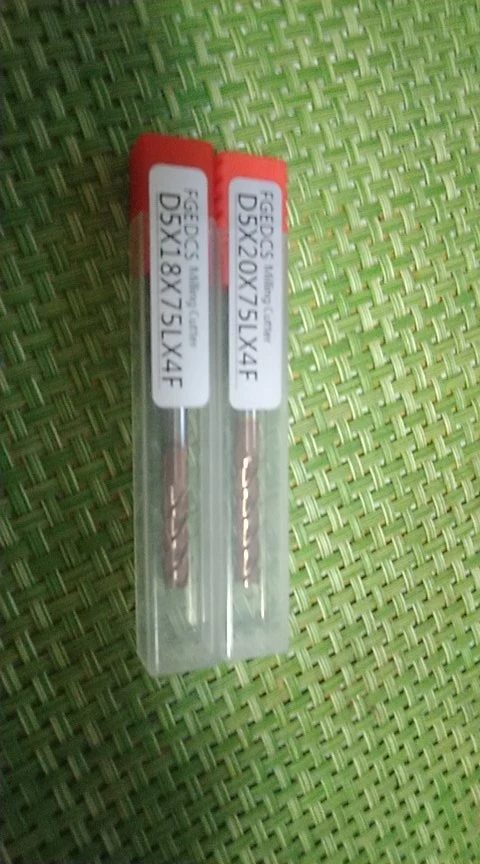 FGEDCS Milling Cutter
D5X18X75LX4F
FGEDCS Milling Cutter
D5X20X75LX4F